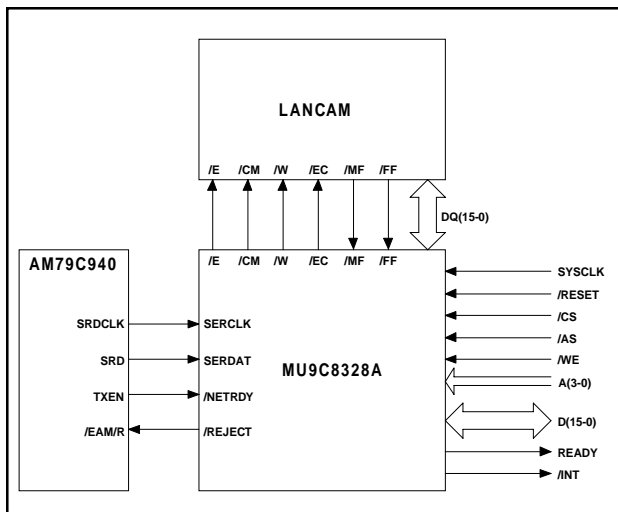 LANCAM
/E /CM /W /EC /MF /FF
DQ(15-0)
/E /CM /W /EC /MF /FF
AM79C940
SRDCLK
SRD
TXEN
/EAM/R
SERCLK
SERDAT
/NETRDY
/REJECT
MU9C8328A
SYSCLK
/RESET
/CS
/AS
/WE
A(3-0)
D(15-0)
READY
/INT